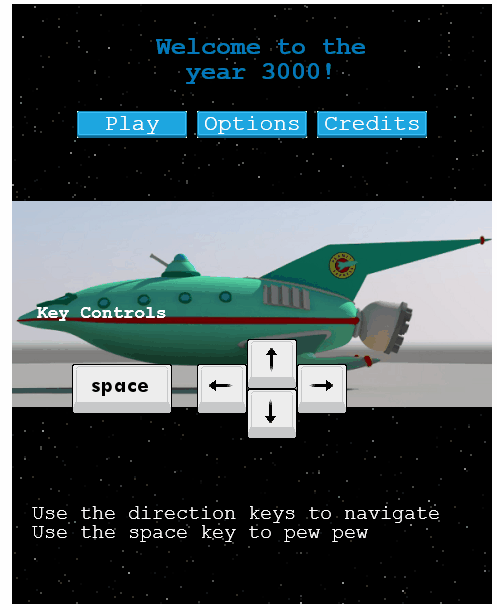 Welcome to the
year 3000!
Play
Options
Credits
Key Controls
space
Use the direction keys to navigate
Use the space key to pew pew